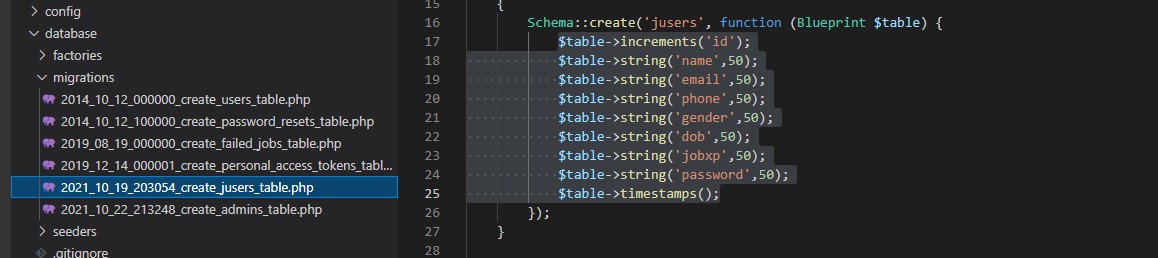 config
database
factories
migrations
2014_10_12_000000_create_users_table.php
2014_10_12_100000_create_password_resets_table.php
2019_08_19_000000_create_failed_jobs_table.php
2019_12_14_000001_create_personal_access_tokens_tabl...
2021_10_19_203054_create_jusers_table.php
2021_10_22_213248_create_admins_table.php
seeders
.gitignore
15 {
16 Schema::create('jusers', function (Blueprint $table) {
17 $table->increments('id');
18 $table->string('name',50);
19 $table->string('email',50);
20 $table->string('phone',50);
21 $table->string('gender',50);
22 $table->string('dob',50);
23 $table->string('jobxp',50);
24 $table->string('password',50);
25 $table->timestamps();
26 });
27 }
28